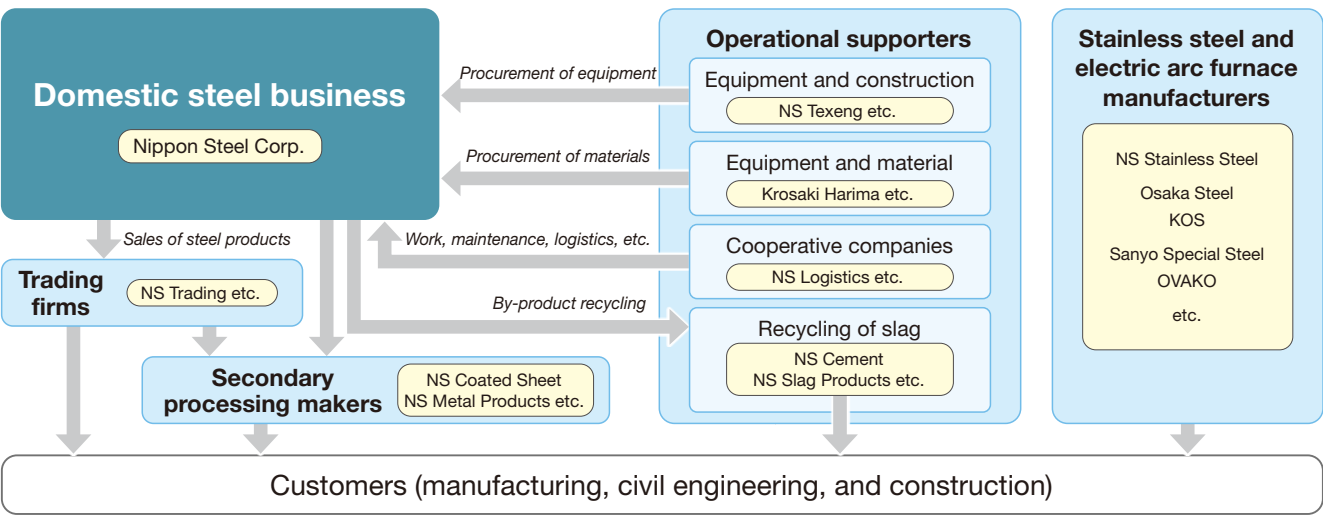 Domestic steel business
Nippon Steel Corp.
Sales of steel products
Trading
firms
NS Trading etc.
Secondary
processing makers
NS Coated Sheet
NS Metal Products etc.
Procurement of equipment
Procurement of materials
Work, maintenance, logistics, etc.
By-product recycling
Operational supporters
Equipment and construction
NS Texeng etc.
Equipment and material
Krosaki Harima etc.
Cooperative companies
NS Logistics etc.
Recycling of slag
NS Cement
NS Slag Products etc.
Stainless steel and
electric arc furnace
manufacturers
NS Stainless Steel
Osaka Steel
KOS
Sanyo Special Steel
OVAKO
etc.
Customers (manufacturing, civil engineering, and construction)